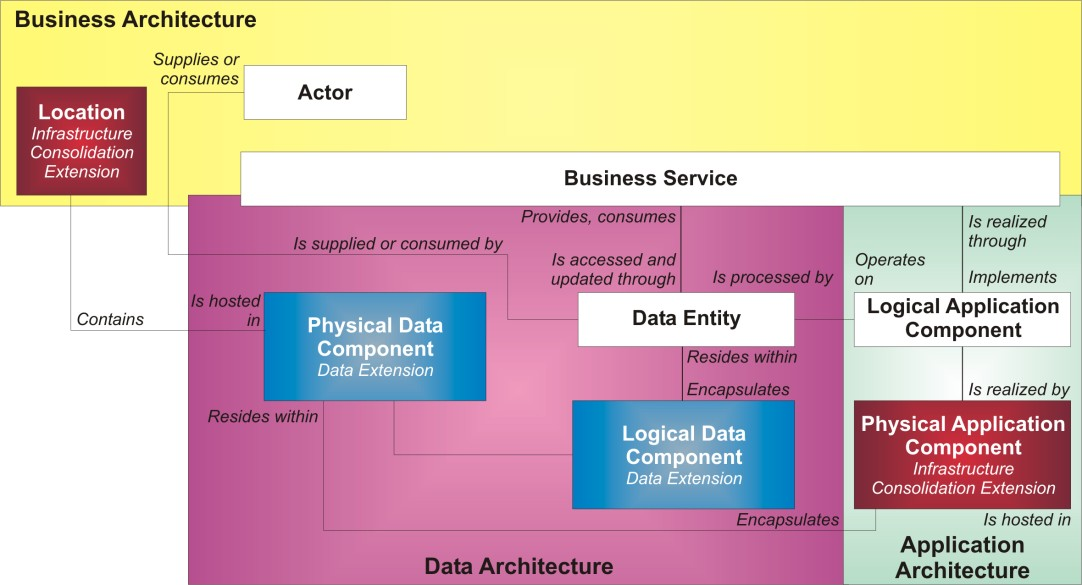 Business Architecture
Supplies or
consumes
Actor
Location
Infrastructure
Consolidation
Extension
Business Service
Provides, consumes
Is realized
through
Is supplied or consumed by
Is accessed and
updated through
Is processed by
Operates
on
Implements
Is hosted
in
Contains
Physical Data
Component
Data Extension
Data Entity
Logical Application
Component
Resides within
Encapsulates
Is realized by
Resides within
Logical Data
Component
Data Extension
Physical Application
Component
Infrastructure
Consolidation Extension
Encapsulates
Is hosted in
Data Architecture
Application
Architecture